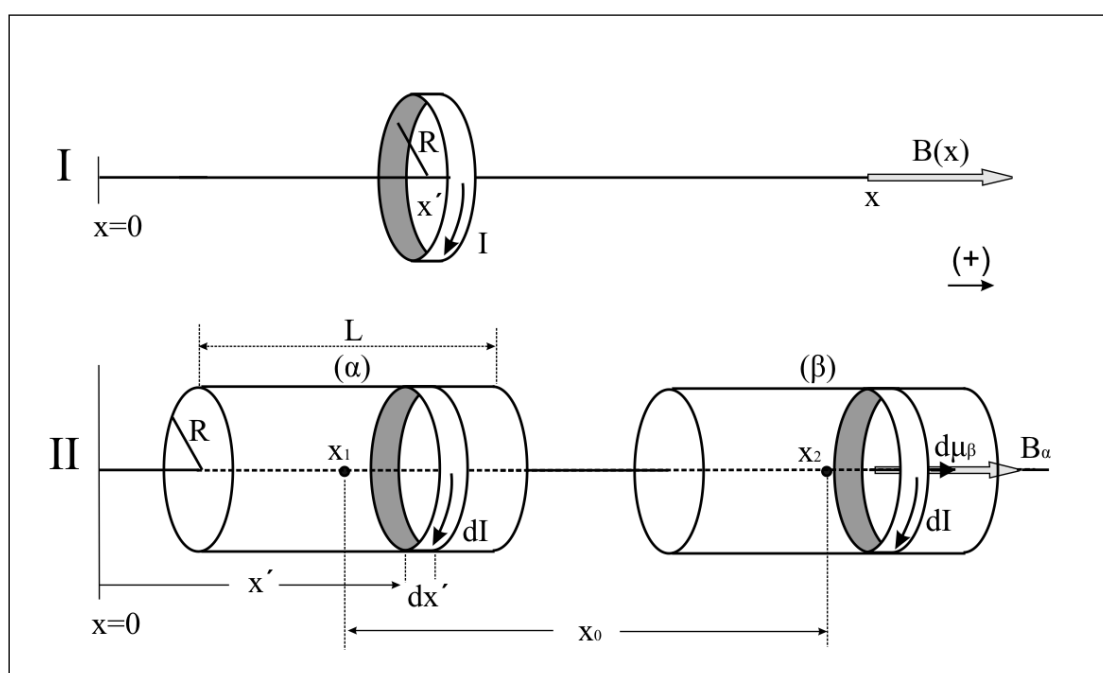 I
R
x´
I
B(x)
x
x=0
(+)
L
(α)
(β)
II
R
x₁
dI
x₂
dμᵦ
Bα
dI
x´
dx´
x=0
x₀